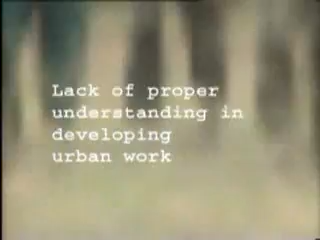 Lack of proper
understanding in
developing
urban work